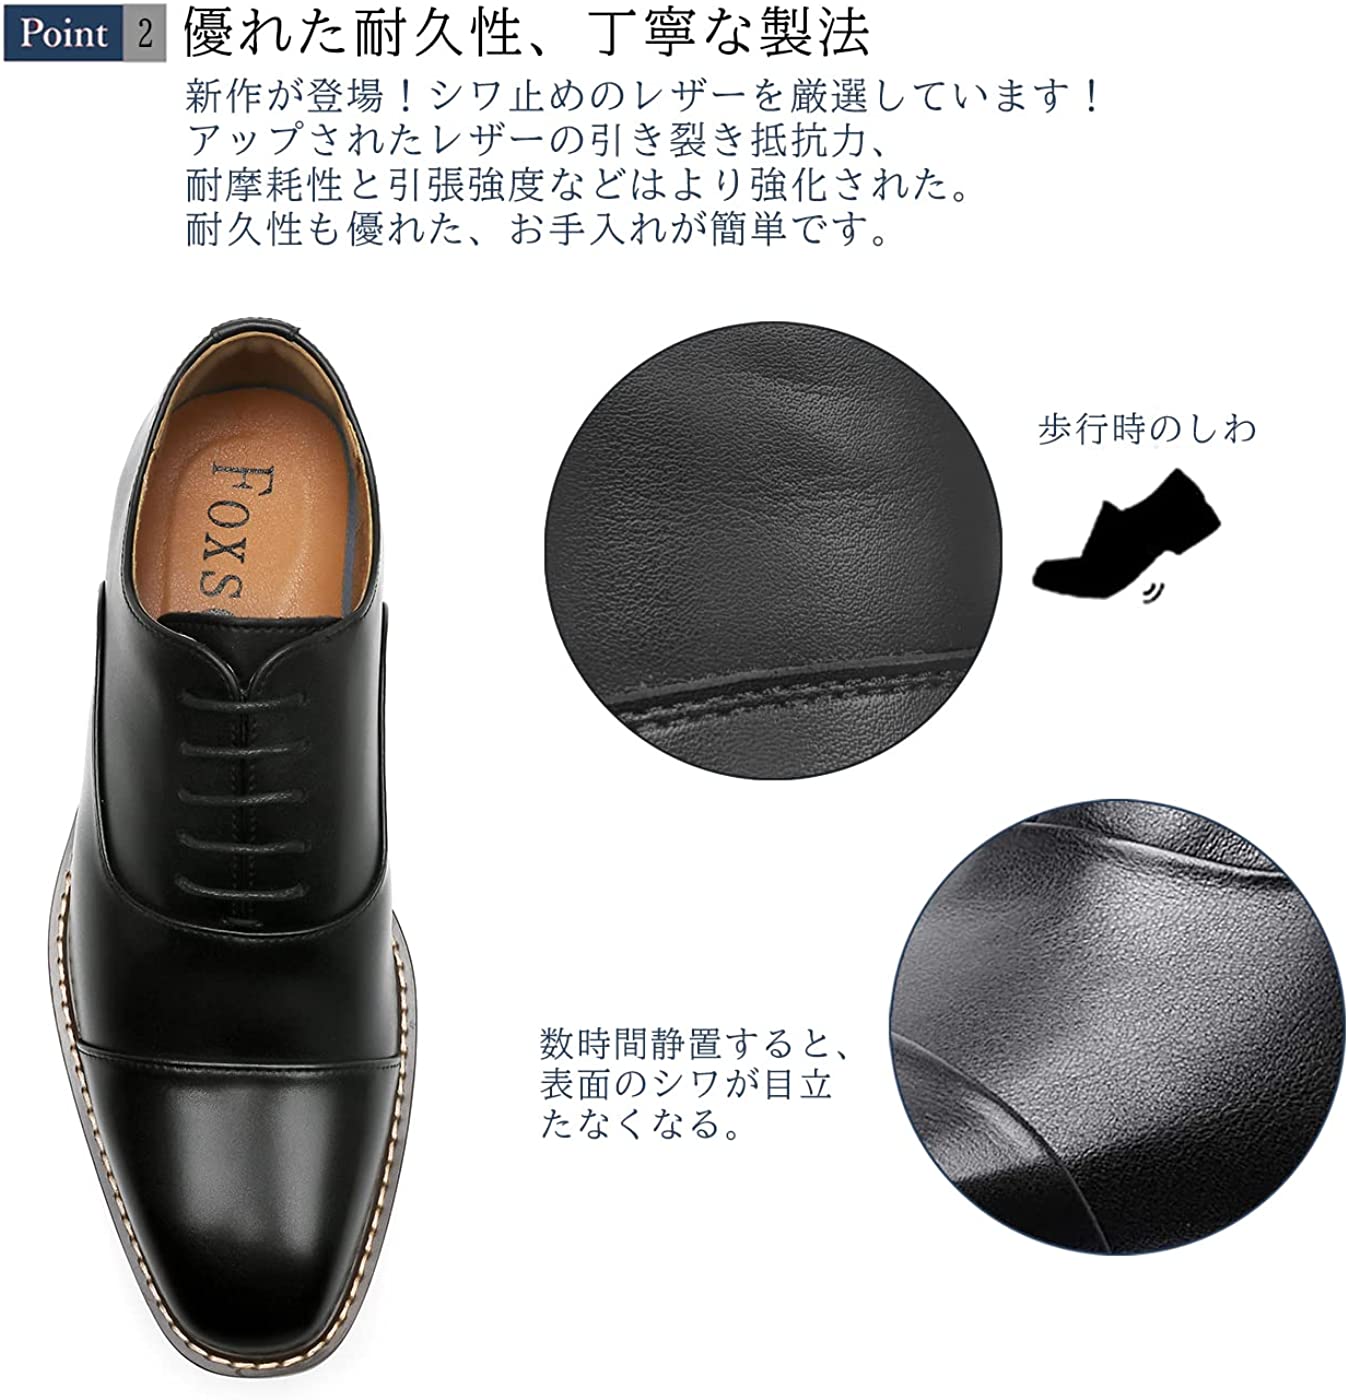 Point 2 優れた耐久性、丁寧な製法
新作が登場！シワ止めのレザーを厳選しています！
アップされたレザーの引き裂き抵抗力、
耐摩耗性と引張強度などはより強化された。
耐久性も優れた、お手入れが簡単です。
FOXS
歩行時のしわ
数時間静置すると、
表面のシワが目立
たなくなる。